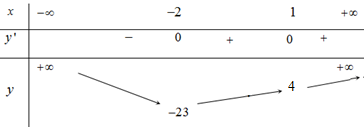 x −∞ −2 1 +∞
y' − 0 + 0 +
+∞ 4 +∞
y
−23